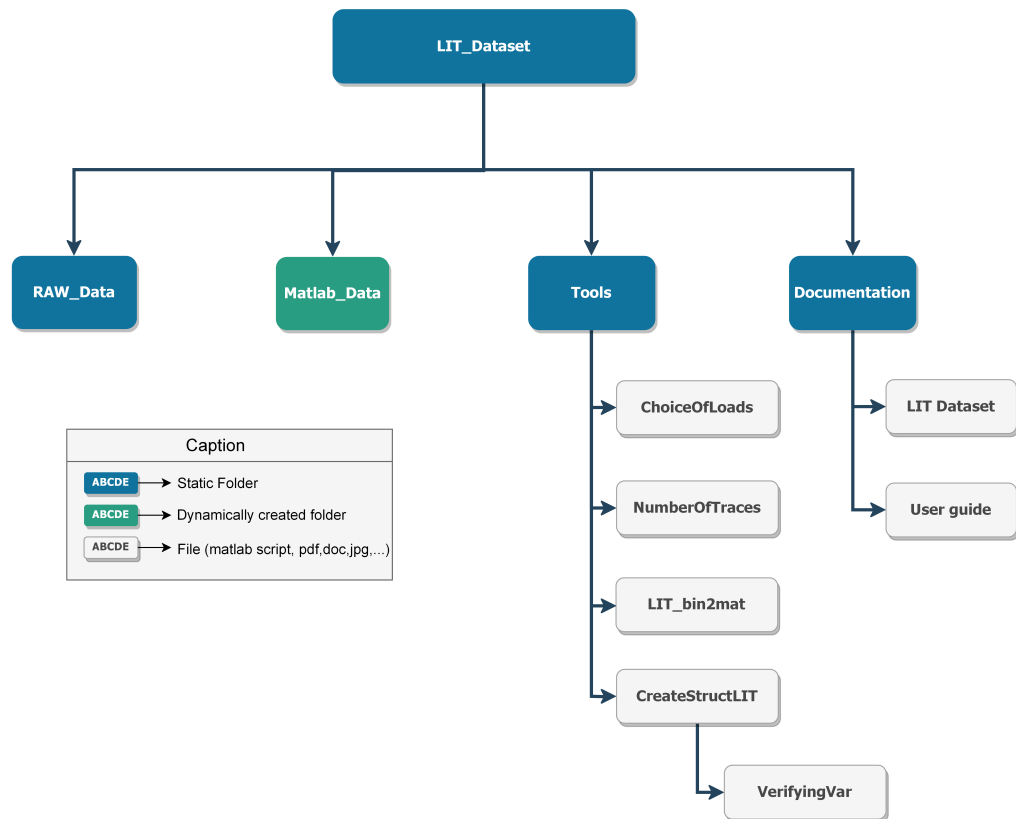 LIT_Dataset
RAW_Data
Matlab_Data
Tools
Documentation
ChoiceOfLoads
LIT Dataset
NumberOfTraces
User guide
LIT_bin2mat
CreateStructLIT
VerifyingVar
Caption
ABCDE Static Folder
ABCDE Dynamically created folder
ABCDE File (matlab script, pdf,doc,jpg,...)